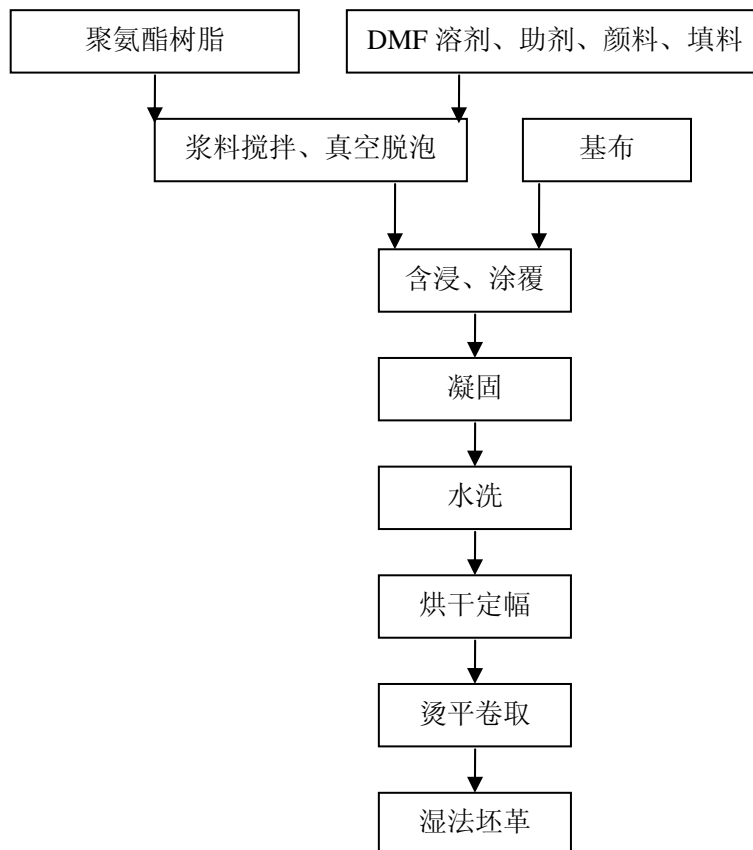 聚氨酯树脂
DMF 溶剂、助剂、颜料、填料
浆料搅拌、真空脱泡
基布
含浸、涂覆
凝固
水洗
烘干定幅
烫平卷取
湿法坯革